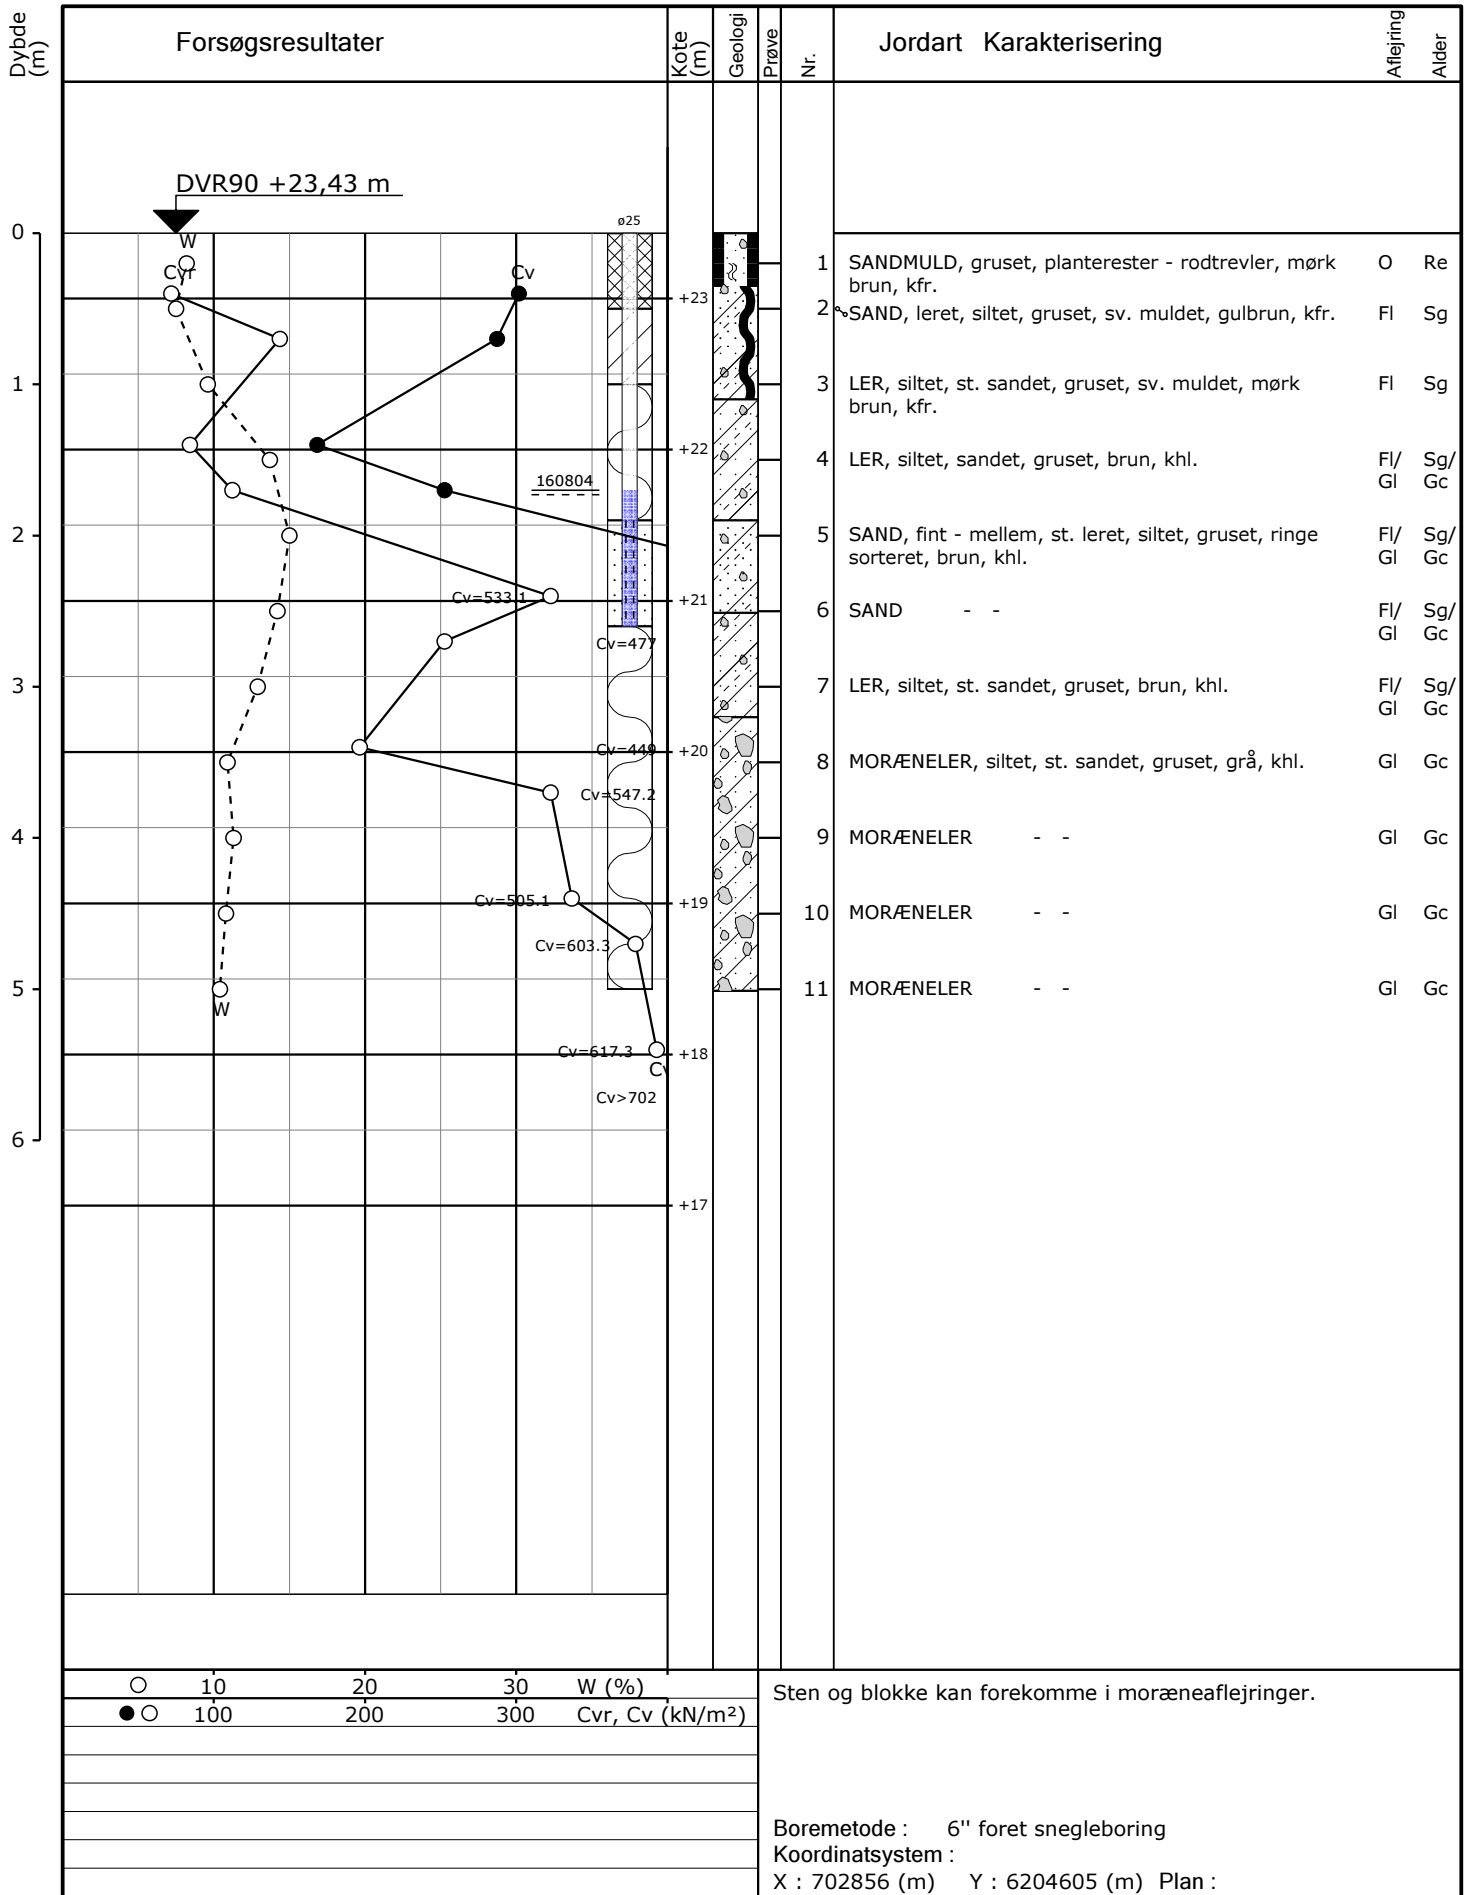 Dybde (m)
Forsøgsresultater
Kote (m)
Geologi
Prøve
Nr.
Jordart Karakterisering
Aflejring
Alder
DVR90 +23,43 m
ø25
0
W
Cvr
Cv
1 SANDMULD, gruset, planterester - rodtrevler, mørk O Re
brun, kfr.
+23
2 SAND, leret, siltet, gruset, sv. muldet, gulbrun, kfr. Fl Sg
1
3 LER, siltet, st. sandet, gruset, sv. muldet, mørk Fl Sg
brun, kfr.
+22
4 LER, siltet, sandet, gruset, brun, khl. Fl/ Sg/
Gl Gc
160804
2
5 SAND, fint - mellem, st. leret, siltet, gruset, ringe Fl/ Sg/
sorteret, brun, khl. Gl Gc
Cv=533.1
+21
6 SAND - - Fl/ Sg/
Gl Gc
Cv=477
3
7 LER, siltet, st. sandet, gruset, brun, khl. Fl/ Sg/
Gl Gc
Cv=449
+20
8 MORÆNELER, siltet, st. sandet, gruset, grå, khl. Gl Gc
Cv=547.2
4
9 MORÆNELER - - Gl Gc
Cv=505.1
+19
10 MORÆNELER - - Gl Gc
Cv=603.3
5
11 MORÆNELER - - Gl Gc
W
Cv=617.3
+18
Cv>702
6
+17
10 20 30 W (%)
100 200 300 Cvr, Cv (kN/m²)
Sten og blokke kan forekomme i moræneaflejringer.
Boremetode : 6" foret snegleboring
Koordinatsystem :
X : 702856 (m) Y : 6204605 (m) Plan :